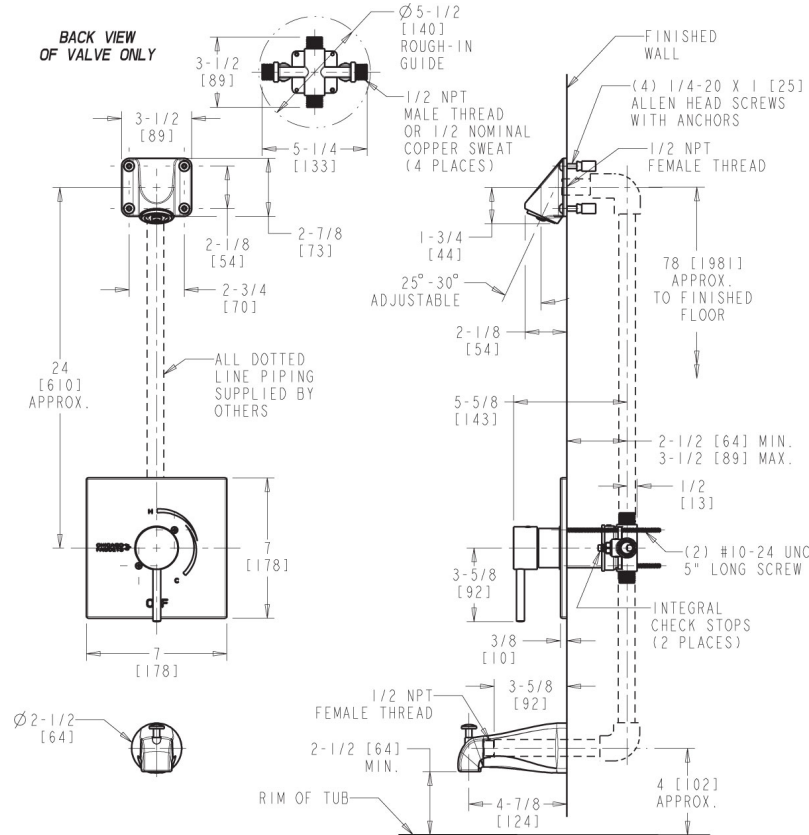 BACK VIEW
OF VALVE ONLY
3-1/2
[89]
Ø 5-1/2
[140]
ROUGH-IN
GUIDE
1/2 NPT
MALE THREAD
OR 1/2 NOMINAL
COPPER SWEAT
(4 PLACES)
5-1/4
[133]
3-1/2
[89]
2-1/8
[54]
2-7/8
[73]
2-3/4
[70]
24
[610]
APPROX.
ALL DOTTED
LINE PIPING
SUPPLIED BY
OTHERS
H
CHICAGO
FAUCETS
C
OFF
7
[178]
7
[178]
Ø 2-1/2
[64]
FINISHED
WALL
(4) 1/4-20 X 1 [25]
ALLEN HEAD SCREWS
WITH ANCHORS
1/2 NPT
FEMALE THREAD
1-3/4
[44]
25°-30°
ADJUSTABLE
2-1/8
[54]
78 [1981]
APPROX.
TO FINISHED
FLOOR
5-5/8
[143]
2-1/2 [64] MIN.
3-1/2 [89] MAX.
1/2
[13]
(2) #10-24 UNC
5" LONG SCREW
3-5/8
[92]
INTEGRAL
CHECK STOPS
(2 PLACES)
3/8
[10]
1/2 NPT
FEMALE THREAD
3-5/8
[92]
2-1/2 [64]
MIN.
RIM OF TUB
4-7/8
[124]
4 [102]
APPROX.